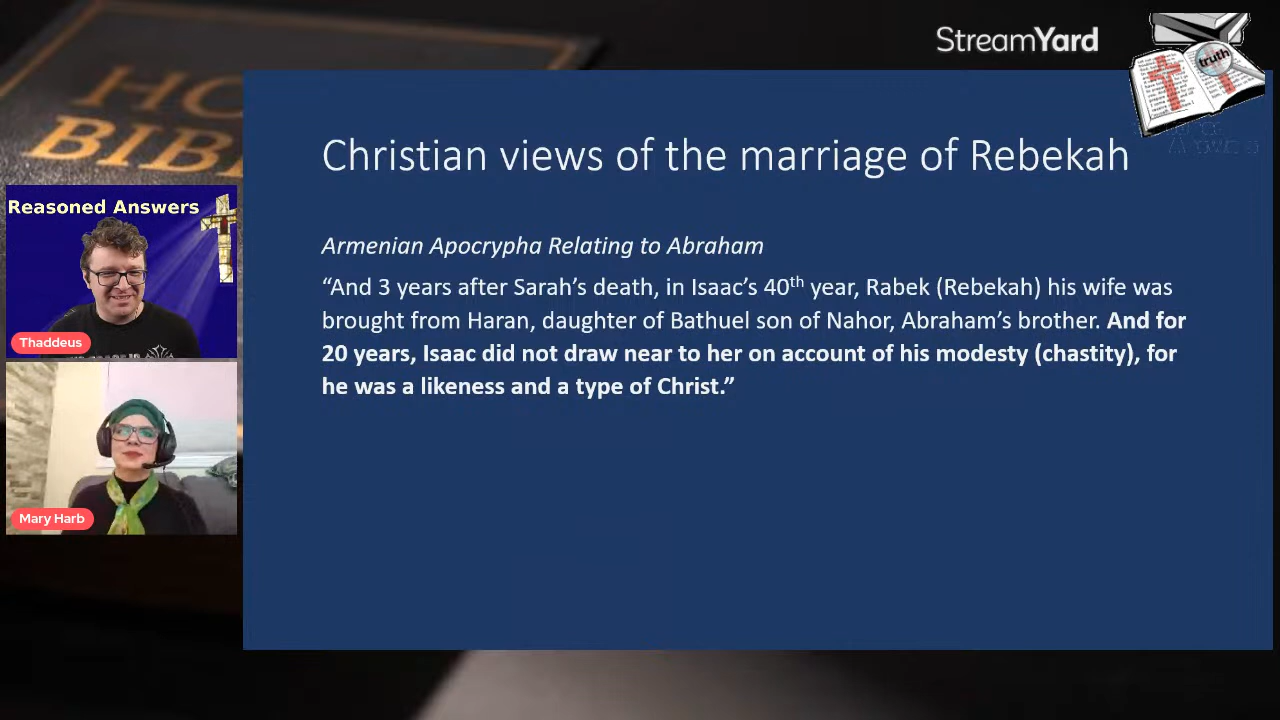 StreamYard
truth
HO
BIB
Christian views of the marriage of Rebekah
Reasoned Answers
Armenian Apocrypha Relating to Abraham
“And 3 years after Sarah’s death, in Isaac’s 40th year, Rabek (Rebekah) his wife was
brought from Haran, daughter of Bathuel son of Nahor, Abraham’s brother. And for
20 years, Isaac did not draw near to her on account of his modesty (chastity), for
he was a likeness and a type of Christ.”
Thaddeus
Mary Harb